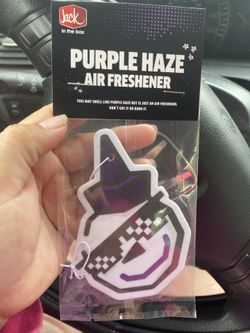 Jack
in the box
PURPLE HAZE
AIR FRESHENER
THIS MAY SMELL LIKE PURPLE HAZE BUT IS JUST AN AIR FRESHENER.
DON'T EAT IT OR BURN IT.